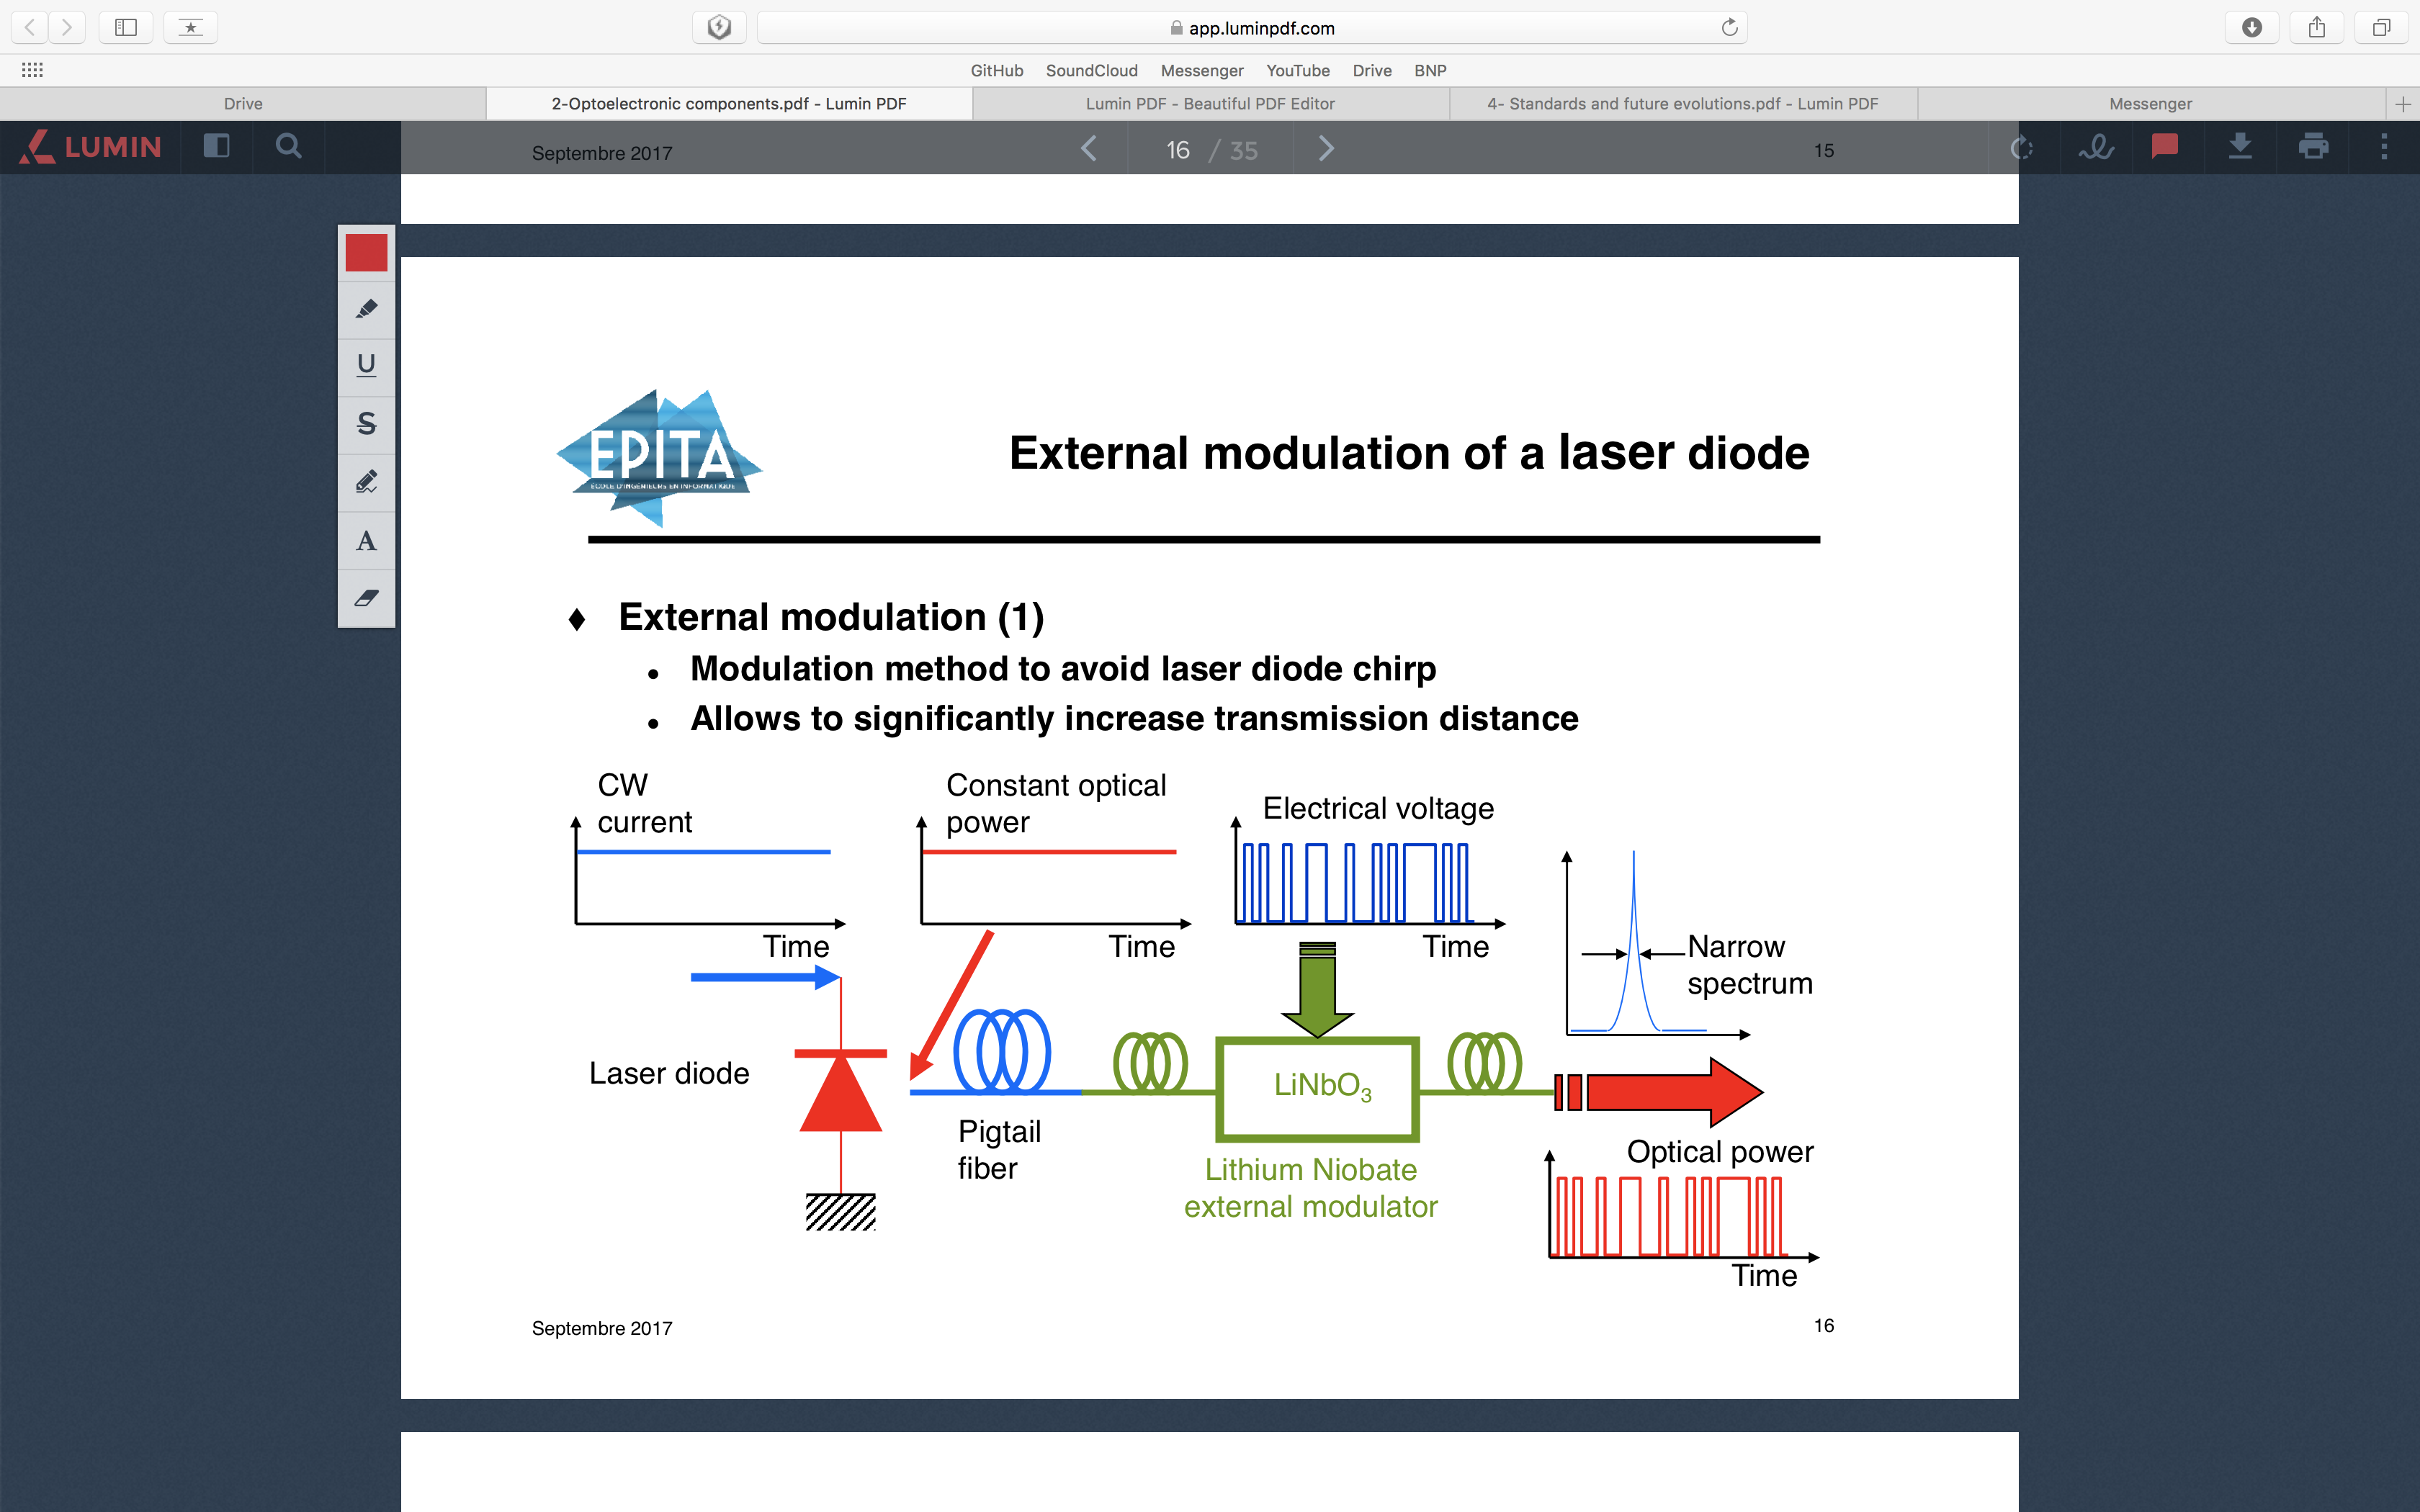 app.luminpdf.com
GitHub SoundCloud Messenger YouTube Drive BNP
Drive 2-Optoelectronic components.pdf - Lumin PDF Lumin PDF - Beautiful PDF Editor 4- Standards and future evolutions.pdf - Lumin PDF Messenger
LUMIN Septembre 2017 16 / 35 15
U
S
A
EPITA
ECOLE D'INGENIEURS EN INFORMATIQUE
External modulation of a laser diode
♦ External modulation (1)
• Modulation method to avoid laser diode chirp
• Allows to significantly increase transmission distance
CW
current
Time
Constant optical
power
Time
Electrical voltage
Time
Narrow
spectrum
Laser diode
Pigtail
fiber
LiNbO₃
Lithium Niobate
external modulator
Optical power
Time
Septembre 2017 16